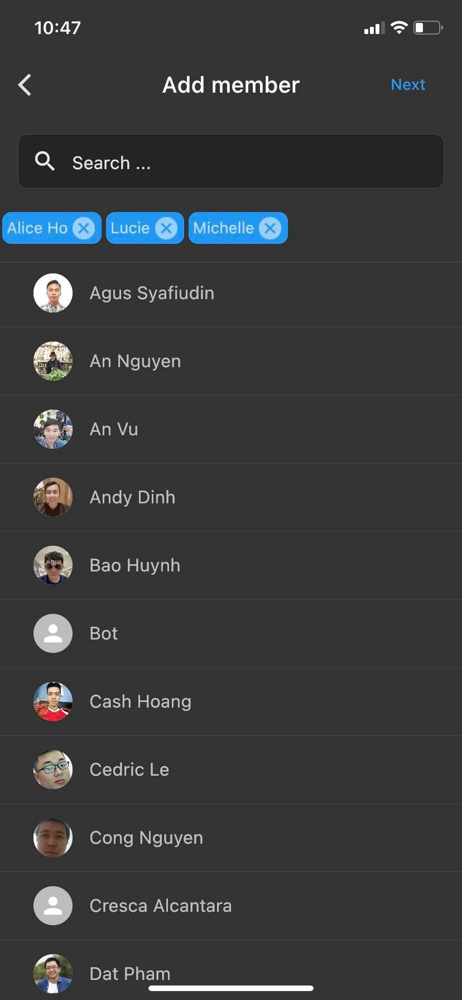 10:47
Add member
Next
Search ...
Alice Ho Lucie Michelle
Agus Syafiudin
An Nguyen
An Vu
Andy Dinh
Bao Huynh
Bot
Cash Hoang
Cedric Le
Cong Nguyen
Cresca Alcantara
Dat Pham